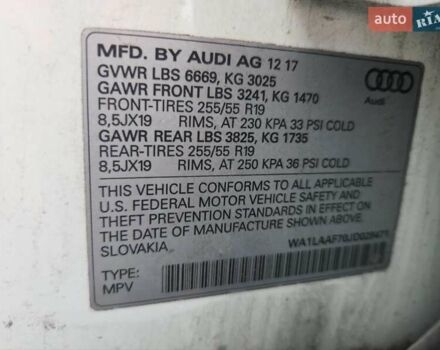 auto RIA
MFD. BY AUDI AG 12 17
GVWR LBS 6669, KG 3025
GAWR FRONT LBS 3241, KG 1470
FRONT-TIRES 255/55 R19
8,5JX19 RIMS, AT 230 KPA 33 PSI COLD
GAWR REAR LBS 3825, KG 1735
REAR-TIRES 255/55 R19
8,5JX19 RIMS, AT 250 KPA 36 PSI COLD
Audi
THIS VEHICLE CONFORMS TO ALL APPLICABLE
U.S. FEDERAL MOTOR VEHICLE SAFETY AND
THEFT PREVENTION STANDARDS IN EFFECT ON
THE DATE OF MANUFACTURE SHOWN ABOVE.
SLOVAKIA
TYPE:
MPV